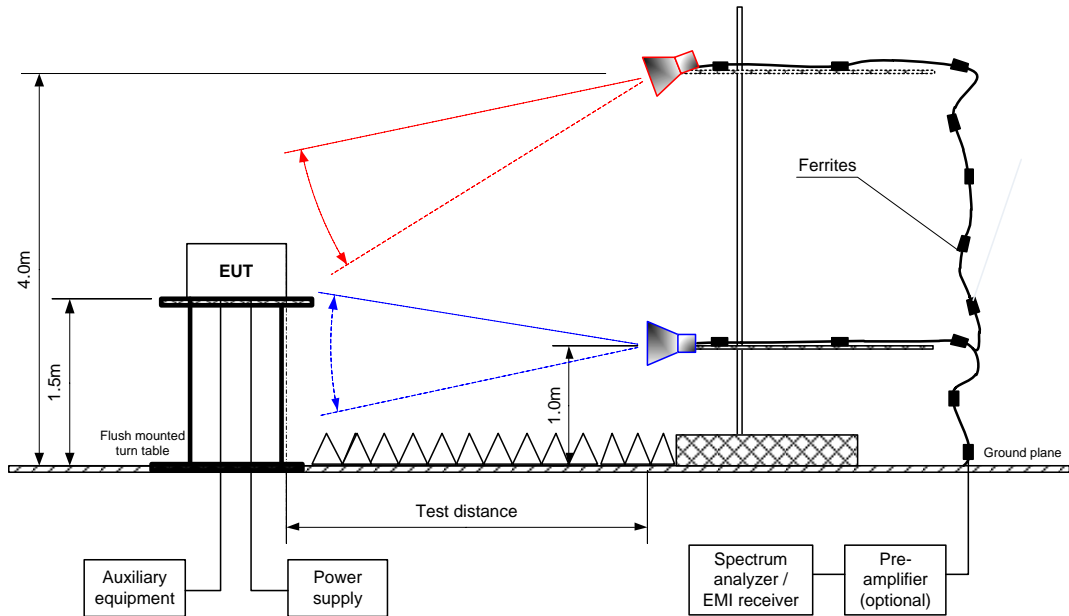 4.0m
Ferrites
EUT
1.5m
1.0m
Flush mounted
turn table
Ground plane
Test distance
Auxiliary
equipment
Power
supply
Spectrum
analyzer /
EMI receiver
Pre-
amplifier
(optional)